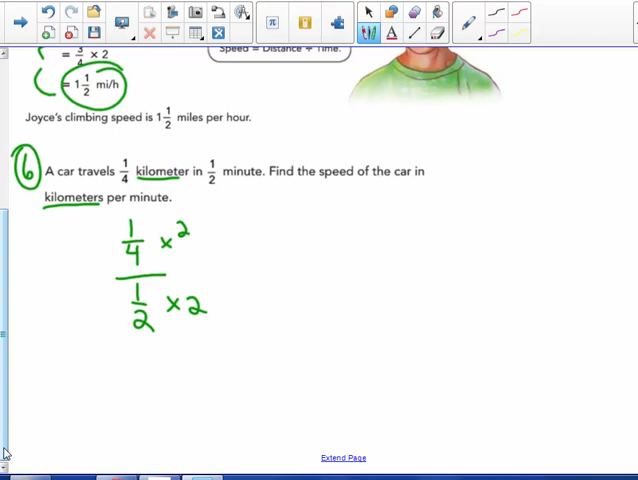 Speed = Distance ÷ Time.
= 3/4 × 2
= 1 1/2 mi/h
Joyce's climbing speed is 1 1/2 miles per hour.
6 A car travels 1/4 kilometer in 1/2 minute. Find the speed of the car in
kilometers per minute.
1/4 × 2
1/2 × 2
Extend Page